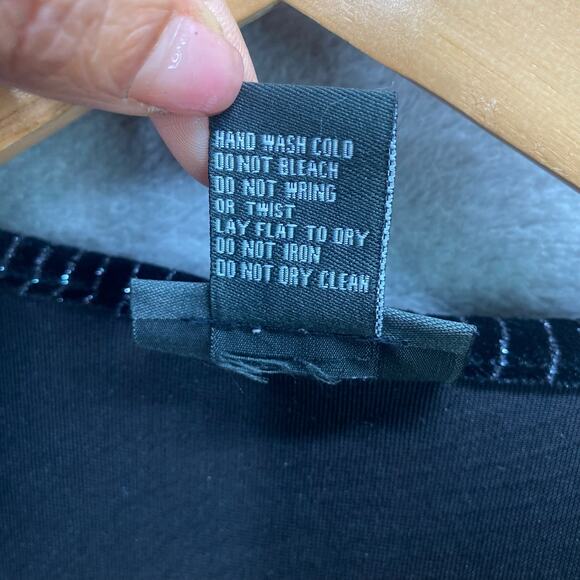 HAND WASH COLD
DO NOT BLEACH
DO NOT WRING
OR TWIST
LAY FLAT TO DRY
DO NOT IRON
DO NOT DRY CLEAN